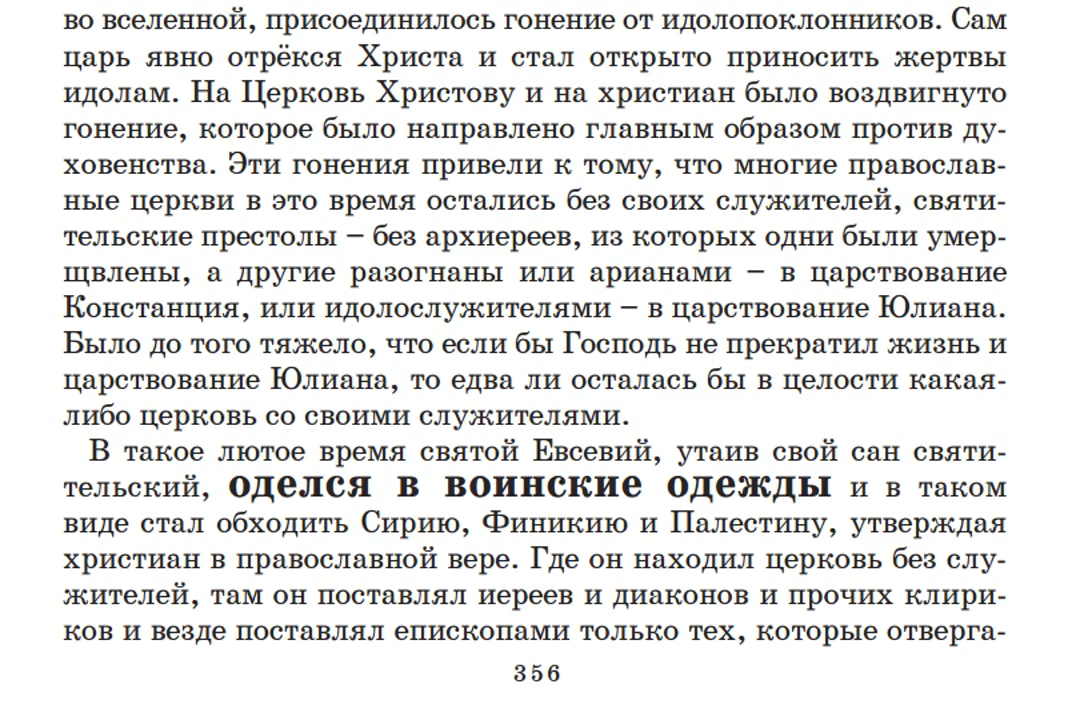 во вселенной, присоединилось гонение от идолопоклонников. Сам
царь явно отрёкся Христа и стал открыто приносить жертвы
идолам. На Церковь Христову и на христиан было воздвигнуто
гонение, которое было направлено главным образом против ду-
ховенства. Эти гонения привели к тому, что многие православ-
ные церкви в это время остались без своих служителей, святи-
тельские престолы – без архиереев, из которых одни были умер-
щвлены, а другие разогнаны или арианами – в царствование
Констанция, или идолослужителями – в царствование Юлиана.
Было до того тяжело, что если бы Господь не прекратил жизнь и
царствование Юлиана, то едва ли осталась бы в целости какая-
либо церковь со своими служителями.
В такое лютое время святой Евсевий, утаив свой сан святи-
тельский, оделся в воинские одежды и в таком
виде стал обходить Сирию, Финикию и Палестину, утверждая
христиан в православной вере. Где он находил церковь без слу-
жителей, там он поставлял иереев и диаконов и прочих клири-
ков и везде поставлял епископами только тех, которые отверга-
356